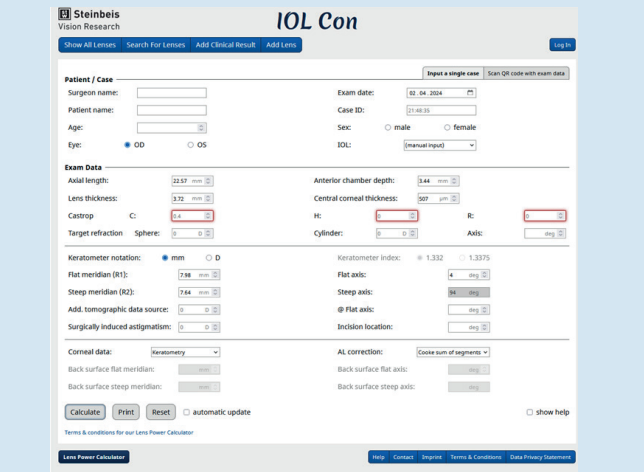 Steinbeis
Vision Research
IOL Con
Show All Lenses Search For Lenses Add Clinical Result Add Lens Log In
Input a single case Scan QR code with exam data
Patient / Case
Surgeon name: Exam date: 02 . 04 . 2024
Patient name: Case ID: 21:48:35
Age: Sex: male female
Eye: OD OS IOL: (manual input)
Exam Data
Axial length: 22.57 mm Anterior chamber depth: 3.44 mm
Lens thickness: 3.72 mm Central corneal thickness: 507 µm
Castrop C: 0.4 H: 0 R: 0
Target refraction Sphere: 0 D Cylinder: 0 D Axis: deg
Keratometer notation: mm D Keratometer index: 1.332 1.3375
Flat meridian (R1): 7.98 mm Flat axis: 4 deg
Steep meridian (R2): 7.64 mm Steep axis: 94 deg
Add. tomographic data source: 0 D @ Flat axis: deg
Surgically induced astigmatism: 0 D Incision location: deg
Corneal data: Keratometry AL correction: Cooke sum of segments
Back surface flat meridian: mm Back surface flat axis: deg
Back surface steep meridian: mm Back surface steep axis: deg
Calculate Print Reset automatic update show help
Terms & conditions for our Lens Power Calculator
Lens Power Calculator Help Contact Imprint Terms & Conditions Data Privacy Statement